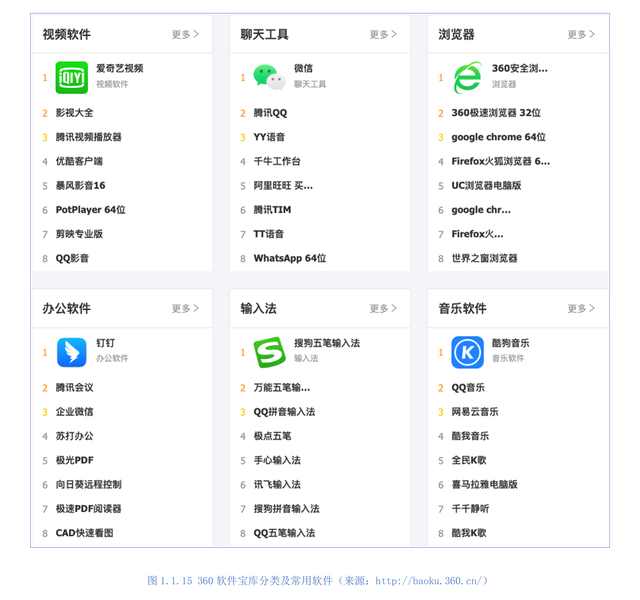 视频软件
更多 >
1
爱奇艺视频
视频软件
2 影视大全
3 腾讯视频播放器
4 优酷客户端
5 暴风影音16
6 PotPlayer 64位
7 剪映专业版
8 QQ影音
聊天工具
更多 >
1
微信
聊天工具
2 腾讯QQ
3 YY语音
4 千牛工作台
5 阿里旺旺 买...
6 腾讯TIM
7 TT语音
8 WhatsApp 64位
浏览器
更多 >
1
360安全浏...
浏览器
2 360极速浏览器 32位
3 google chrome 64位
4 Firefox火狐浏览器 6...
5 UC浏览器电脑版
6 google chr...
7 Firefox火...
8 世界之窗浏览器
办公软件
更多 >
1
钉钉
办公软件
2 腾讯会议
3 企业微信
4 苏打办公
5 极光PDF
6 向日葵远程控制
7 极速PDF阅读器
8 CAD快速看图
输入法
更多 >
1
搜狗五笔输入法
输入法
2 万能五笔输...
3 QQ拼音输入法
4 极点五笔
5 手心输入法
6 讯飞输入法
7 搜狗拼音输入法
8 QQ五笔输入法
音乐软件
更多 >
1
酷狗音乐
音乐软件
2 QQ音乐
3 网易云音乐
4 酷我音乐
5 全民K歌
6 喜马拉雅电脑版
7 千千静听
8 酷我K歌
图 1.1.15 360 软件宝库分类及常用软件（来源：http://baoku.360.cn/）